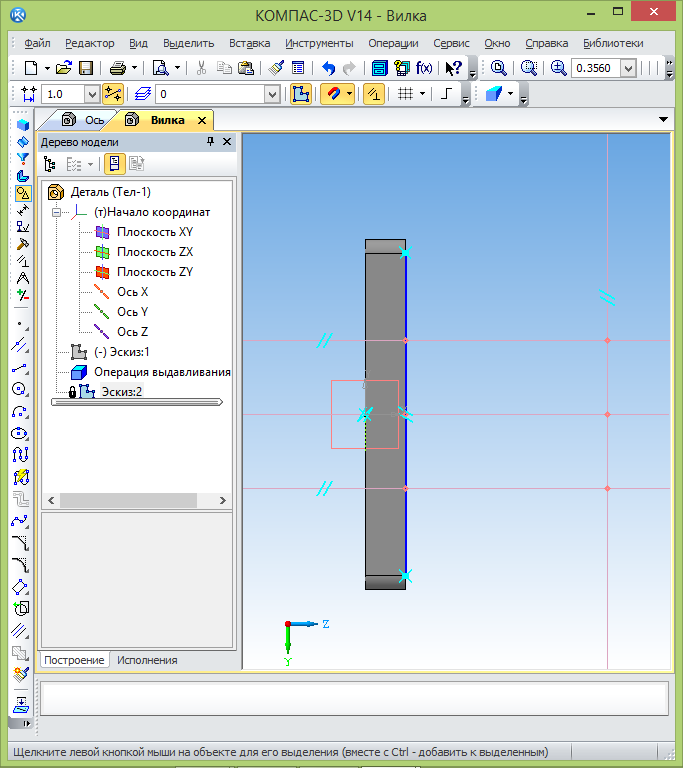 КОМПАС-3D V14 - Вилка
Файл Редактор Вид Выделить Вставка Инструменты Операции Сервис Окно Справка Библиотеки
f(x) 0.3560
1.0 0
Ось Вилка
Дерево модели
Деталь (Тел-1)
(т)Начало координат
Плоскость XY
Плоскость ZX
Плоскость ZY
Ось X
Ось Y
Ось Z
(-) Эскиз:1
Операция выдавливания
Эскиз:2
Z
Y
Построение Исполнения
Щелкните левой кнопкой мыши на объекте для его выделения (вместе с Ctrl - добавить к выделенным)